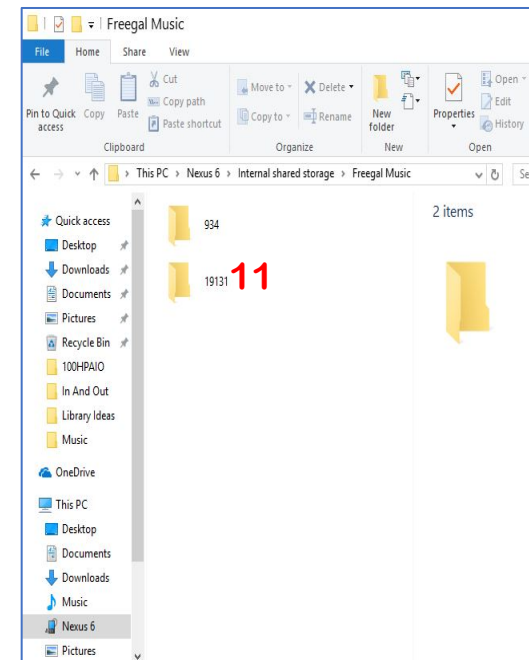 Freegal Music
File Home Share View
Pin to Quick access
Copy
Paste
Cut
Copy path
Paste shortcut
Move to
Copy to
Delete
Rename
New folder
Properties
Open
Edit
History
Clipboard Organize New Open
This PC > Nexus 6 > Internal shared storage > Freegal Music
Se
Quick access
Desktop
Downloads
Documents
Pictures
Recycle Bin
100HPAIO
In And Out
Library Ideas
Music
OneDrive
This PC
Desktop
Documents
Downloads
Music
Nexus 6
Pictures
934
19131 11
2 items